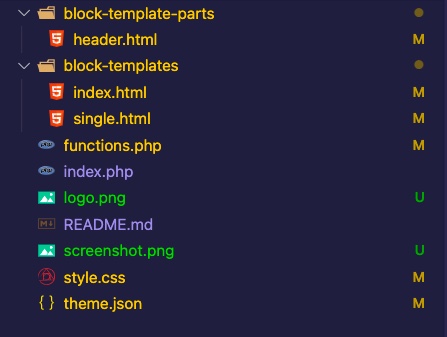 block-template-parts
header.html M
block-templates
index.html M
single.html M
functions.php M
index.php
logo.png U
README.md
screenshot.png U
style.css M
{ } theme.json M